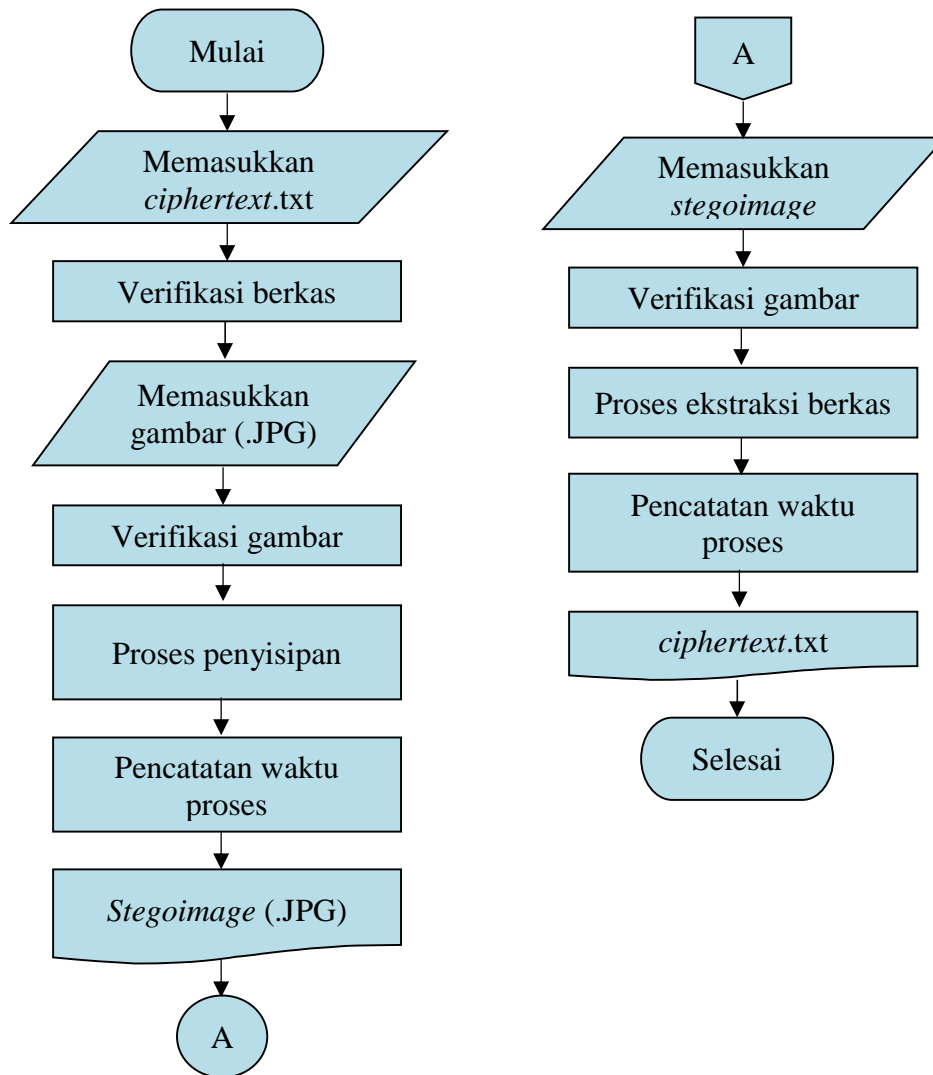 Mulai
Memasukkan
ciphertext.txt
Verifikasi berkas
Memasukkan
gambar (.JPG)
Verifikasi gambar
Proses penyisipan
Pencatatan waktu
proses
Stegoimage (.JPG)
A
A
Memasukkan
stegoimage
Verifikasi gambar
Proses ekstraksi berkas
Pencatatan waktu
proses
ciphertext.txt
Selesai